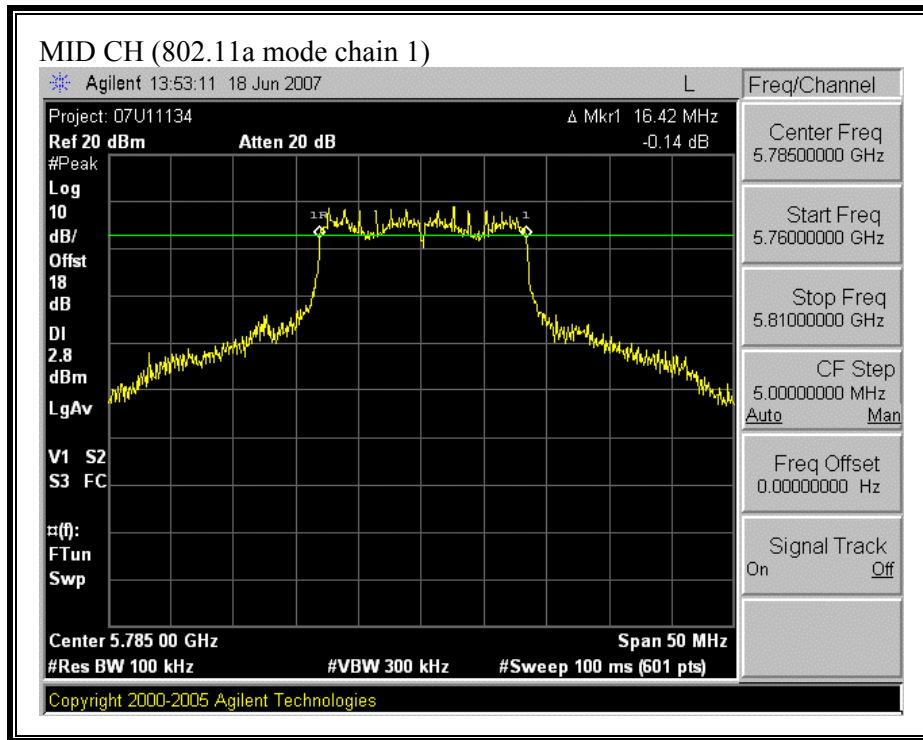 MID CH (802.11a mode chain 1)
Agilent 13:53:11 18 Jun 2007 L
Freq/Channel
Project: 07U11134 Δ Mkr1 16.42 MHz
Ref 20 dBm Atten 20 dB -0.14 dB
#Peak
Log
10
dB/
Offst
18
dB
DI
2.8
dBm
LgAv
V1 S2
S3 FC
¤(f):
FTun
Swp
1R
1
Center 5.785 00 GHz Span 50 MHz
#Res BW 100 kHz #VBW 300 kHz #Sweep 100 ms (601 pts)
Copyright 2000-2005 Agilent Technologies
Center Freq
5.78500000 GHz
Start Freq
5.76000000 GHz
Stop Freq
5.81000000 GHz
CF Step
5.00000000 MHz
Auto Man
Freq Offset
0.00000000 Hz
Signal Track
On Off